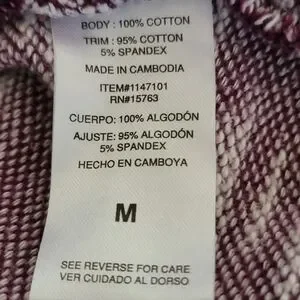 BODY : 100% COTTON
TRIM : 95% COTTON
5% SPANDEX
MADE IN CAMBODIA
ITEM#1147101
RN#15763
CUERPO: 100% ALGODÓN
AJUSTE: 95% ALGODÓN
5% SPANDEX
HECHO EN CAMBOYA
M
SEE REVERSE FOR CARE
VER CUIDADO AL DORSO